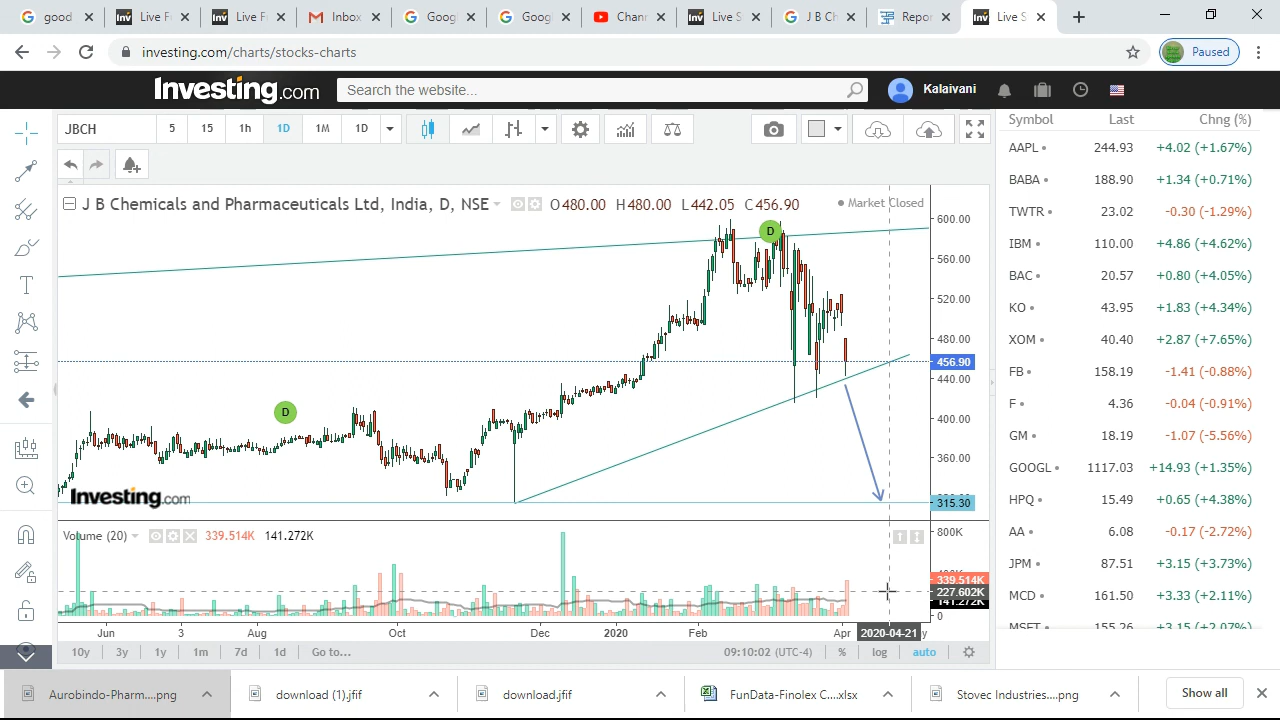 good
Live F
Live F
Inbox
Goog
Goog
Chann
Live S
J B Ch
Repor
Live S
investing.com/charts/stocks-charts
Paused
Investing.com
Search the website...
Kalaivani
JBCH
5
15
1h
1D
1M
1D
Symbol Last Chng (%)
AAPL 244.93 +4.02 (+1.67%)
BABA 188.90 +1.34 (+0.71%)
TWTR 23.02 -0.30 (-1.29%)
IBM 110.00 +4.86 (+4.62%)
BAC 20.57 +0.80 (+4.05%)
KO 43.95 +1.83 (+4.34%)
XOM 40.40 +2.87 (+7.65%)
FB 158.19 -1.41 (-0.88%)
F 4.36 -0.04 (-0.91%)
GM 18.19 -1.07 (-5.56%)
GOOGL 1117.03 +14.93 (+1.35%)
HPQ 15.49 +0.65 (+4.38%)
AA 6.08 -0.17 (-2.72%)
JPM 87.51 +3.15 (+3.73%)
MCD 161.50 +3.33 (+2.11%)
MSFT 155.26 +3.15 (+2.07%)
J B Chemicals and Pharmaceuticals Ltd, India, D, NSE O480.00 H480.00 L442.05 C456.90
Market Closed
600.00
560.00
520.00
480.00
456.90
440.00
400.00
360.00
315.30
D
D
Investing.com
Volume (20) 339.514K 141.272K
800K
339.514K
227.602K
141.272K
0
Jun 3 Aug Oct Dec 2020 Feb Apr 2020-04-21
10y 3y 1y 1m 7d 1d Go to... 09:10:02 (UTC-4) % log auto
Aurobindo-Pharm....png
download (1).jfif
download.jfif
FunData-Finolex C....xlsx
Stovec Industries....png
Show all